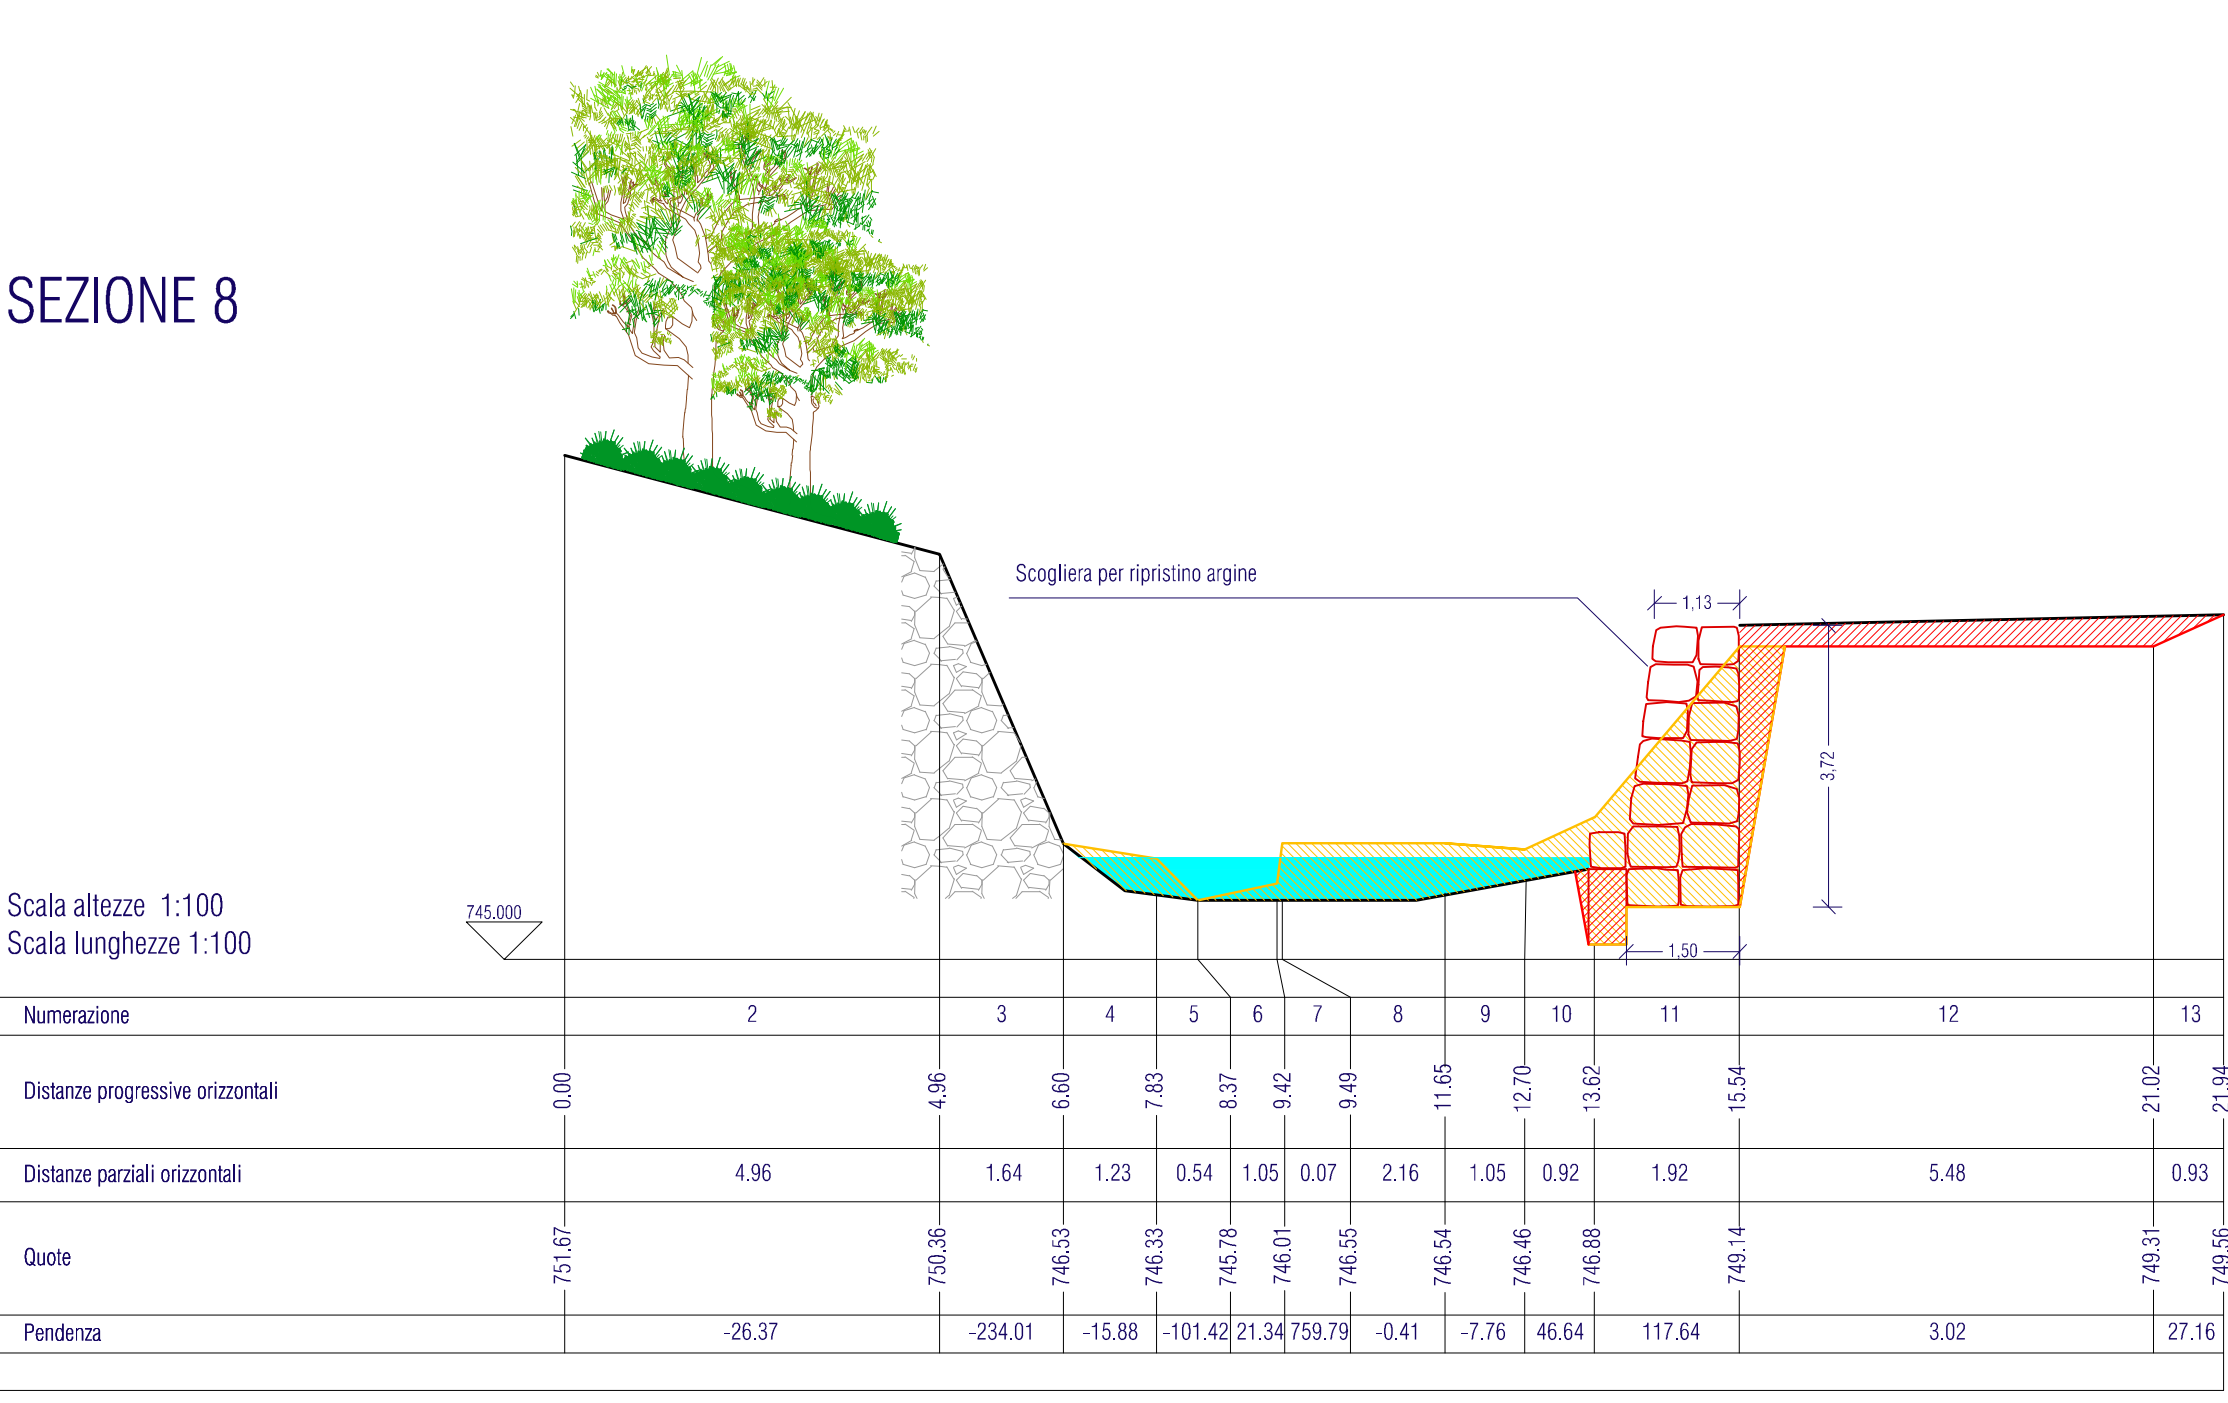 SEZIONE 8
Scogliera per ripristino argine
1,13
3,72
1,50
Scala altezze 1:100
Scala lunghezze 1:100
745.000
Numerazione 2 3 4 5 6 7 8 9 10 11 12 13
Distanze progressive orizzontali 0.00 4.96 6.60 7.83 8.37 9.42 9.49 11.65 12.70 13.62 15.54 21.02 21.94
Distanze parziali orizzontali 4.96 1.64 1.23 0.54 1.05 0.07 2.16 1.05 0.92 1.92 5.48 0.93
Quote 751.67 750.36 746.53 746.33 745.78 746.01 746.55 746.54 746.46 746.88 749.14 749.31 749.56
Pendenza -26.37 -234.01 -15.88 -101.42 21.34 759.79 -0.41 -7.76 46.64 117.64 3.02 27.16